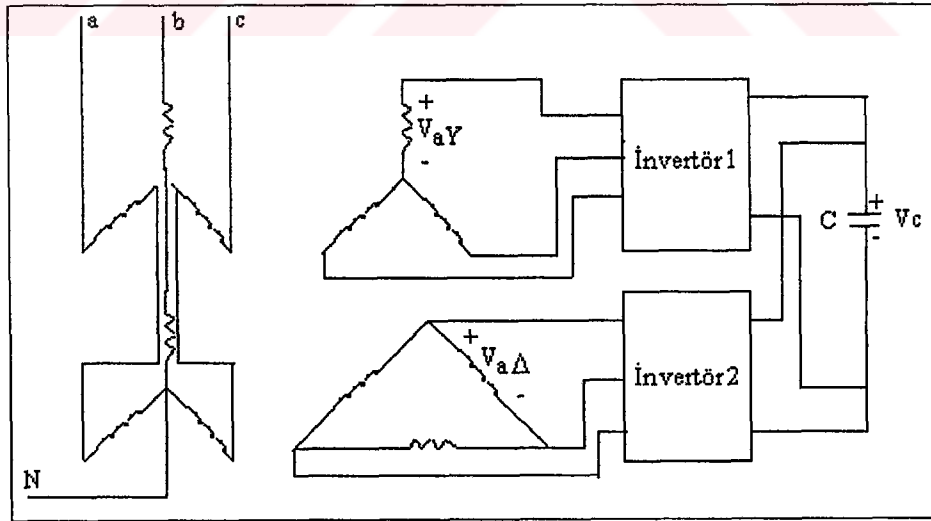 a b c
+
VaY
-
İnvertör1
C
+
Vc
-
+
VaΔ
-
İnvertör2
N